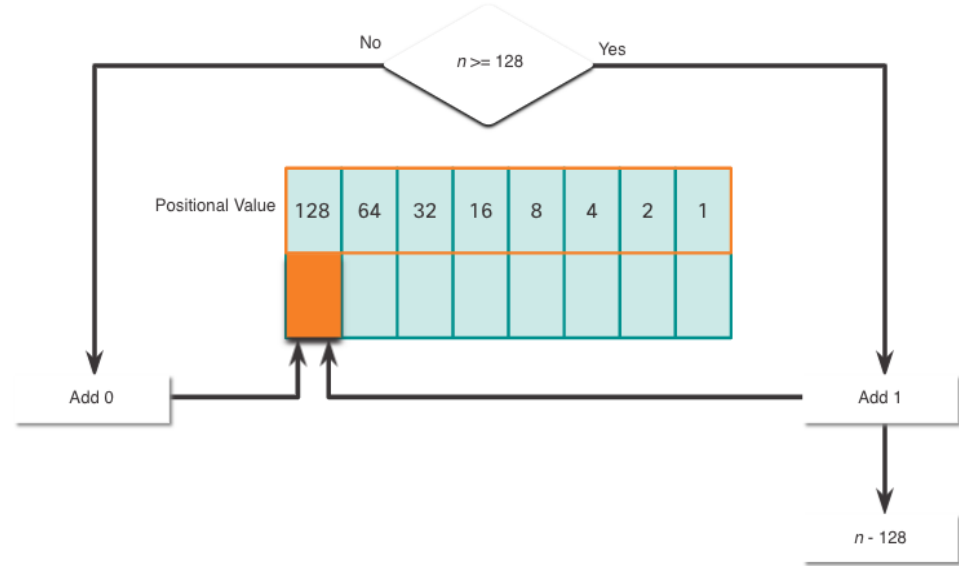 No
n >= 128
Yes
Positional Value
128 64 32 16 8 4 2 1
Add 0
Add 1
n - 128